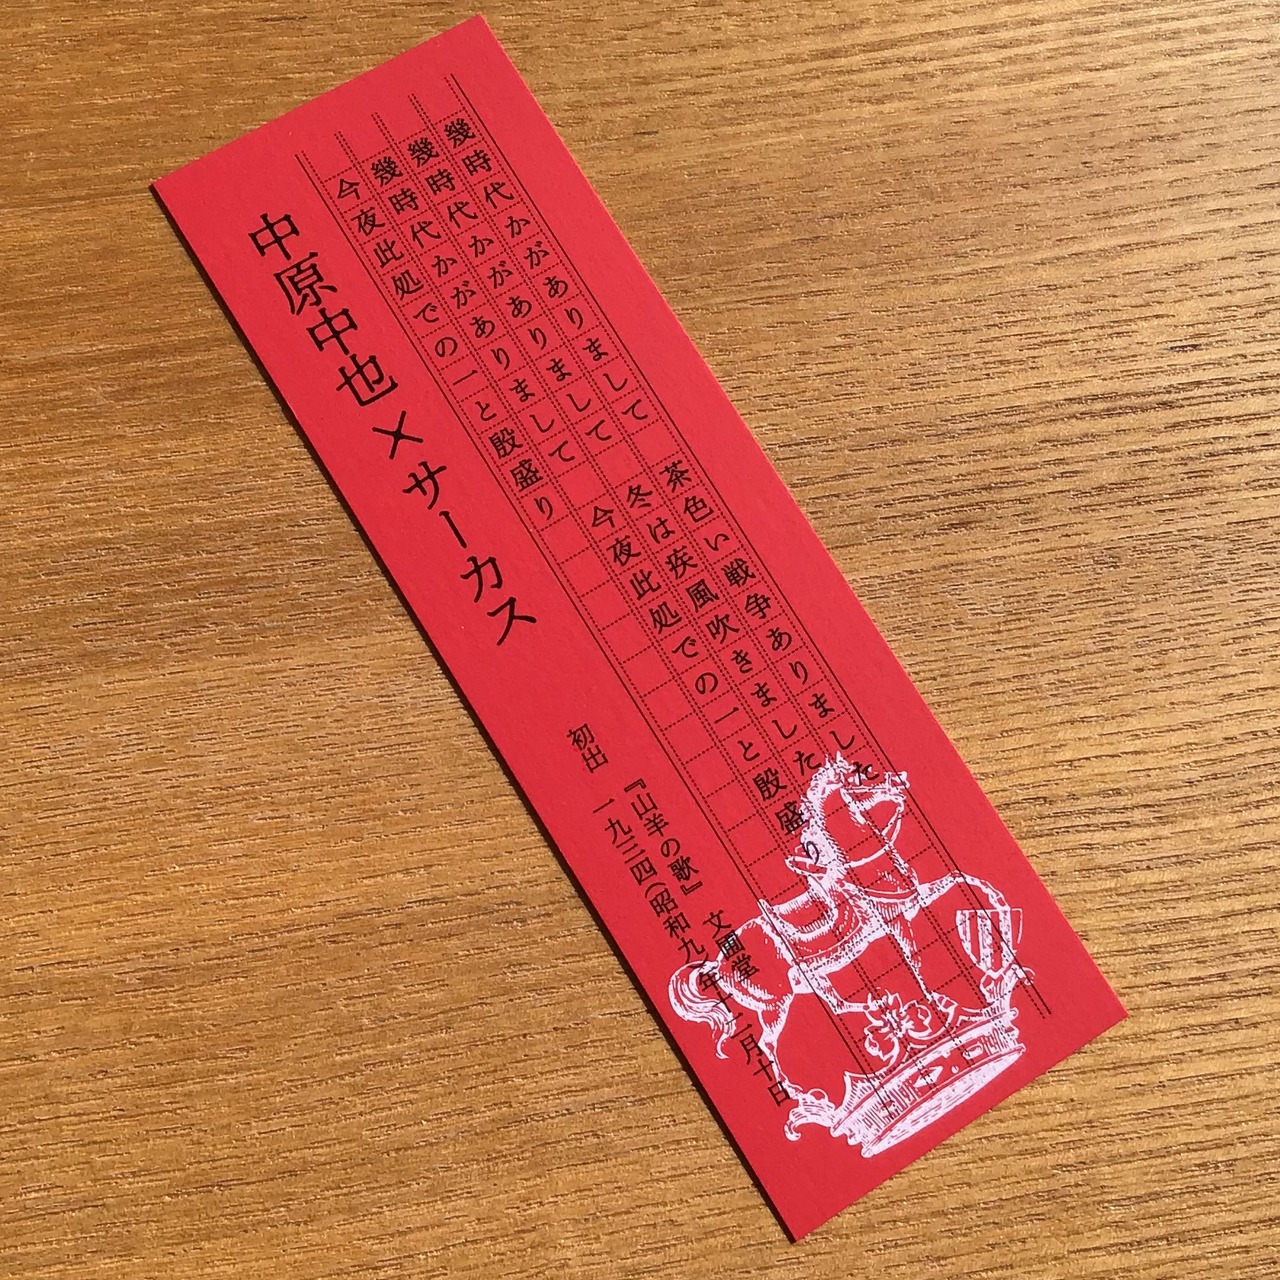 幾時代かがありまして
茶色い戦争ありました
幾時代かがありまして
冬は疾風吹きました
幾時代かがありまして
今夜此処での一と殷盛り
今夜此処での一と殷盛り
中原中也×サーカス
初出
『山羊の歌』 文圃堂
一九三四(昭和九)年十二月十日